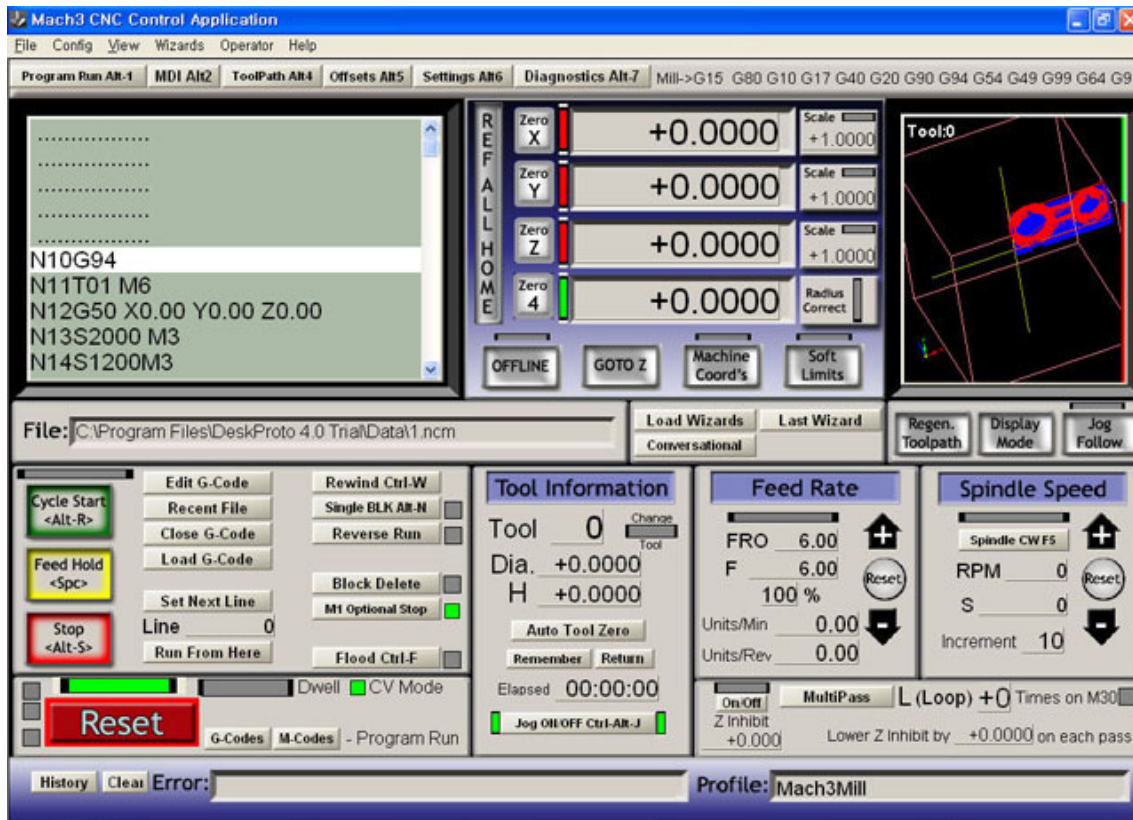 Mach3 CNC Control Application
File Config View Wizards Operator Help
Program Run Alt-1 MDI Alt2 ToolPath Alt4 Offsets Alt5 Settings Alt6 Diagnostics Alt-7 Mill->G15 G80 G10 G17 G40 G20 G90 G94 G54 G49 G99 G64 G9
N10G94
N11T01 M6
N12G50 X0.00 Y0.00 Z0.00
N13S2000 M3
N14S1200M3
REF ALL HOME
Zero X +0.0000 Scale +1.0000
Zero Y +0.0000 Scale +1.0000
Zero Z +0.0000 Scale +1.0000
Zero 4 +0.0000 Radius Correct
OFFLINE GOTO Z Machine Coord's Soft Limits
Tool:0
File: C:\Program Files\DeskProto 4.0 Trial\Data\1.ncm
Load Wizards Last Wizard
Conversational
Regen. Toolpath Display Mode Jog Follow
Cycle Start <Alt-R>
Feed Hold <Spc>
Stop <Alt-S>
Edit G-Code
Recent File
Close G-Code
Load G-Code
Set Next Line
Line 0
Run From Here
Rewind Ctrl-W
Single BLK Alt-N
Reverse Run
Block Delete
M1 Optional Stop
Flood Ctrl-F
Dwell CV Mode
Reset
G-Codes M-Codes - Program Run
Tool Information
Tool 0 Change Tool
Dia. +0.0000
H +0.0000
Auto Tool Zero
Remember Return
Elapsed 00:00:00
Jog ON/OFF Ctrl-Alt-J
Feed Rate
FRO 6.00
F 6.00
100 %
Reset
Units/Min 0.00
Units/Rev 0.00
Spindle Speed
Spindle CW F5
RPM 0
Reset
S 0
Increment 10
On/Off MultiPass L (Loop) +0 Times on M30
Z Inhibit
+0.000 Lower Z Inhibit by +0.0000 on each pass
History Clear Error:
Profile: Mach3Mill